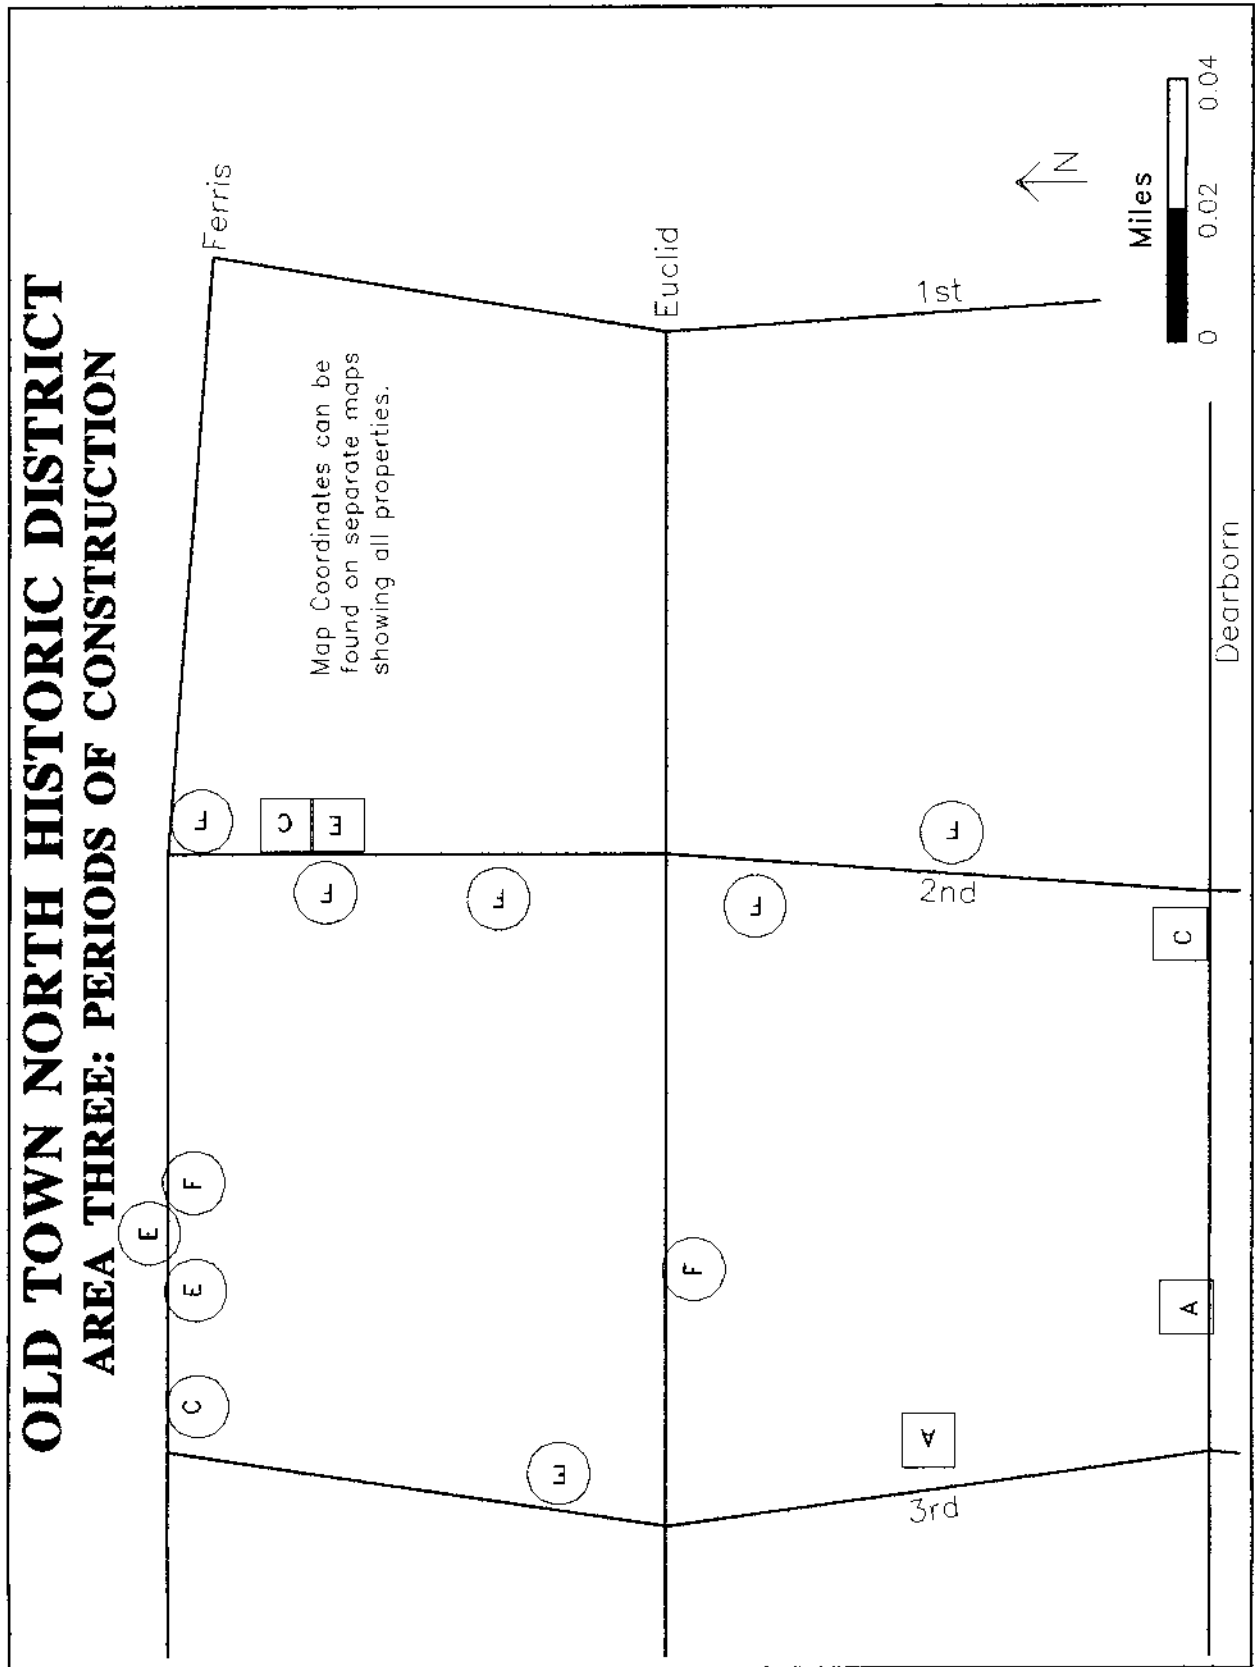 OLD TOWN NORTH HISTORIC DISTRICT
AREA THREE: PERIODS OF CONSTRUCTION
Ferris
Map Coordinates can be
found on separate maps
showing all properties.
F
C
E
F
F
E
F
E
C
E
Euclid
F
F
F
2nd
1st
A
3rd
N
Miles
0 0.02 0.04
C
A
Dearborn